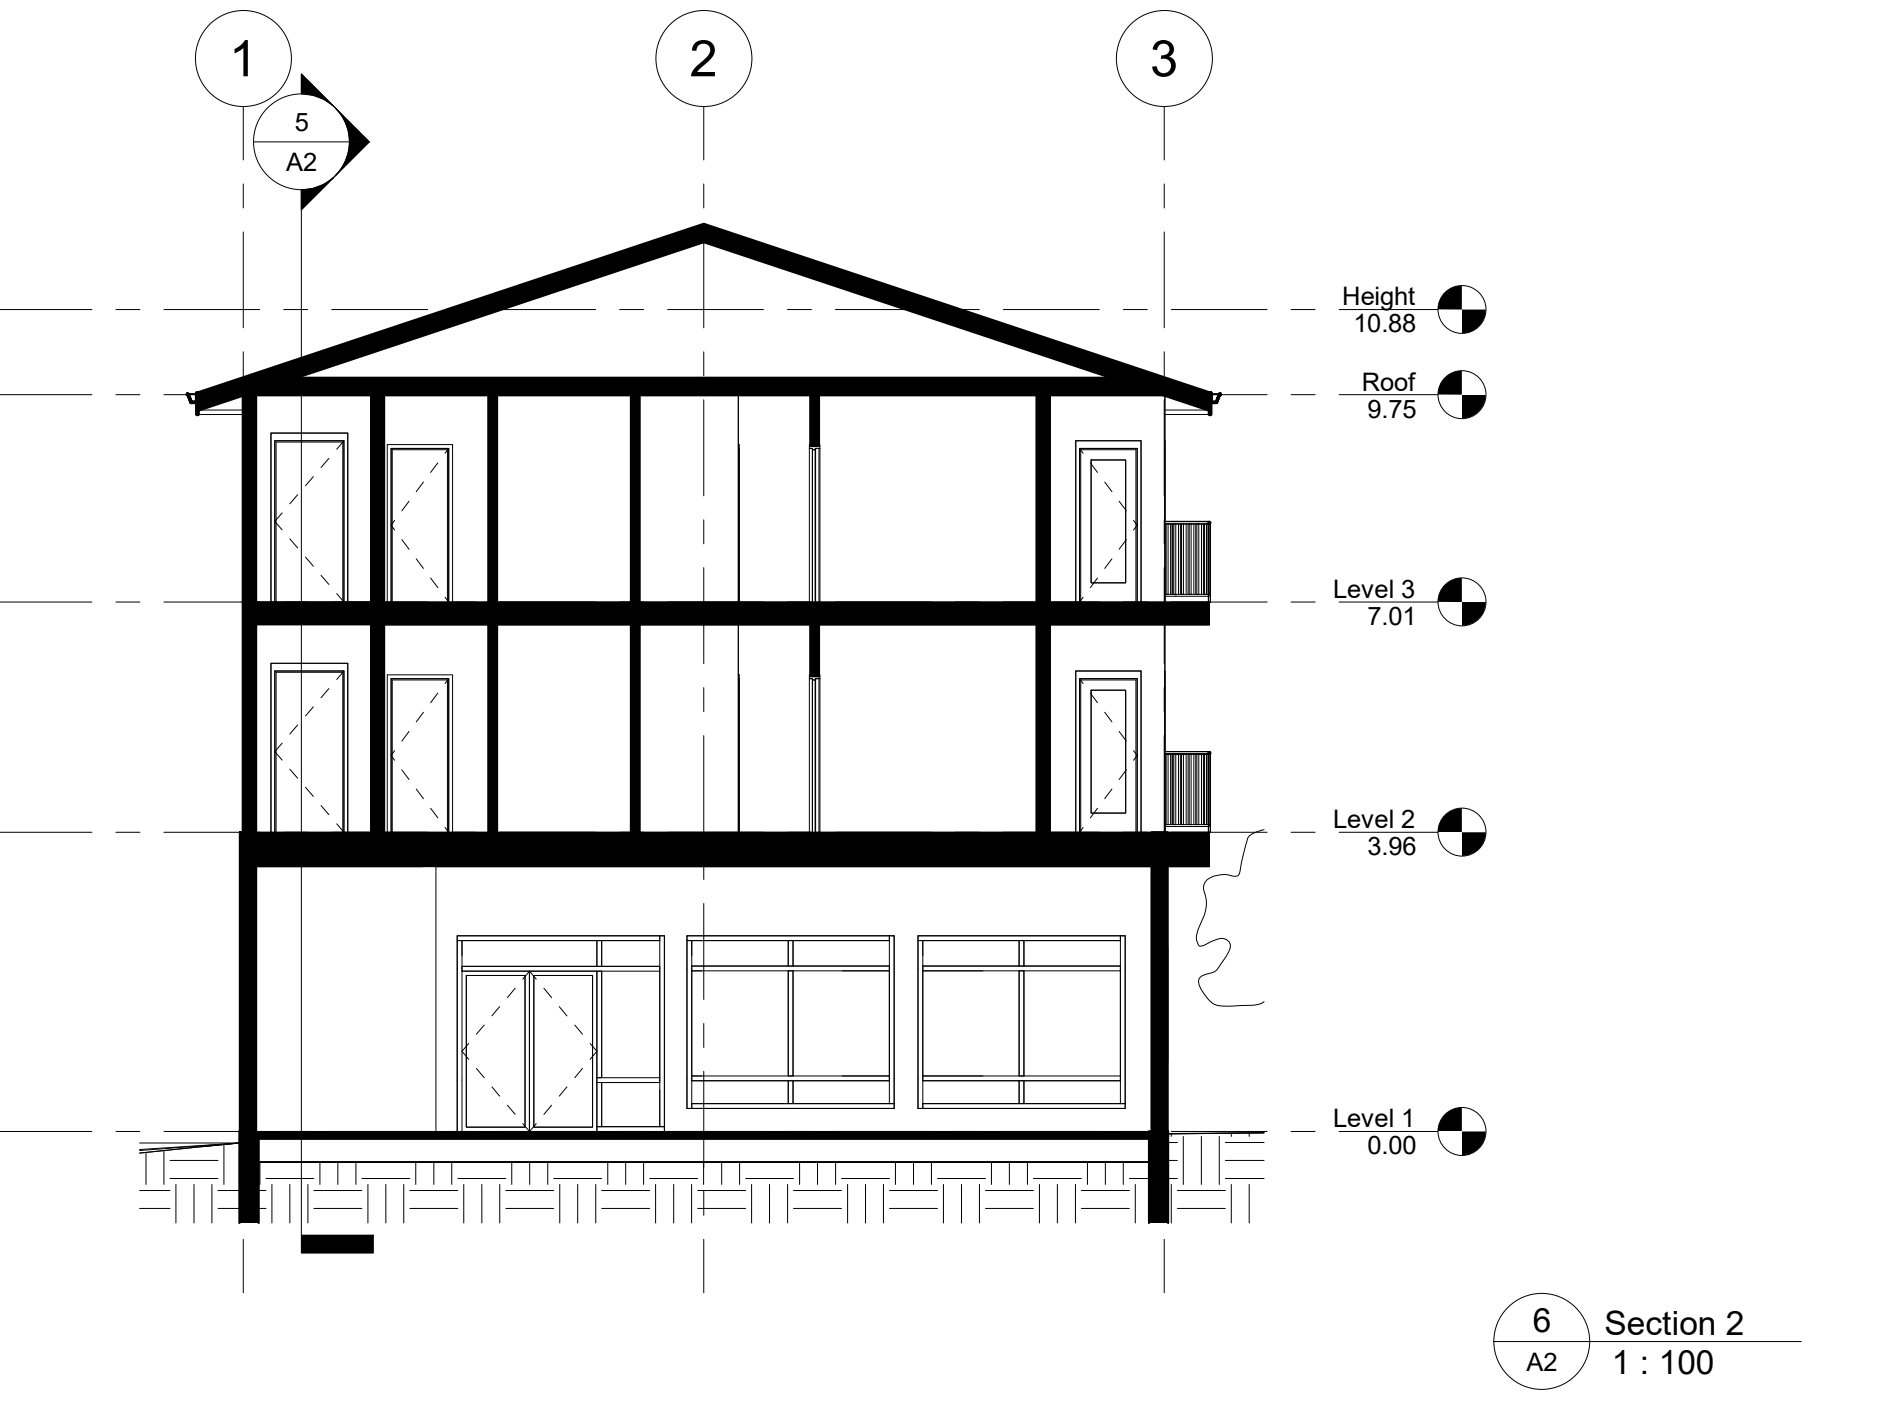 1
2
3
5
A2
Height
10.88
Roof
9.75
Level 3
7.01
Level 2
3.96
Level 1
0.00
6
A2
Section 2
1 : 100